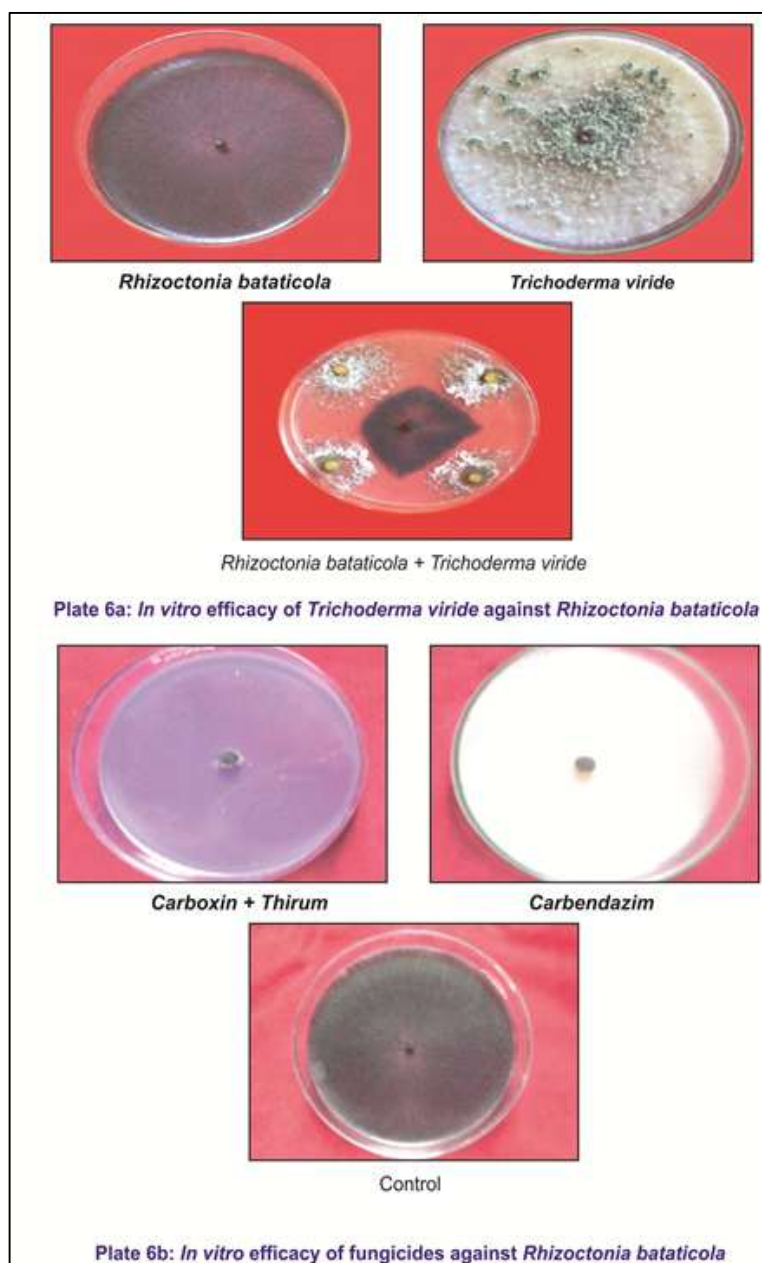 Rhizoctonia bataticola
Trichoderma viride
Rhizoctonia bataticola + Trichoderma viride
Plate 6a: In vitro efficacy of Trichoderma viride against Rhizoctonia bataticola
Carboxin + Thirum
Carbendazim
Control
Plate 6b: In vitro efficacy of fungicides against Rhizoctonia bataticola